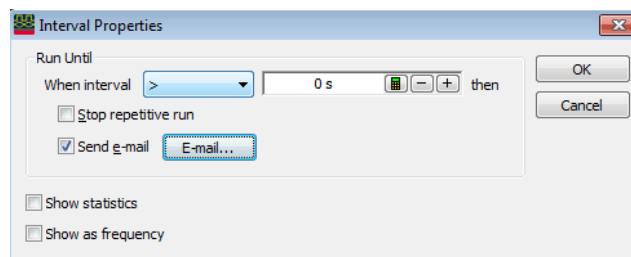 Interval Properties
Run Until
When interval > 0 s - + then
Stop repetitive run
Send e-mail E-mail...
Show statistics
Show as frequency
OK
Cancel